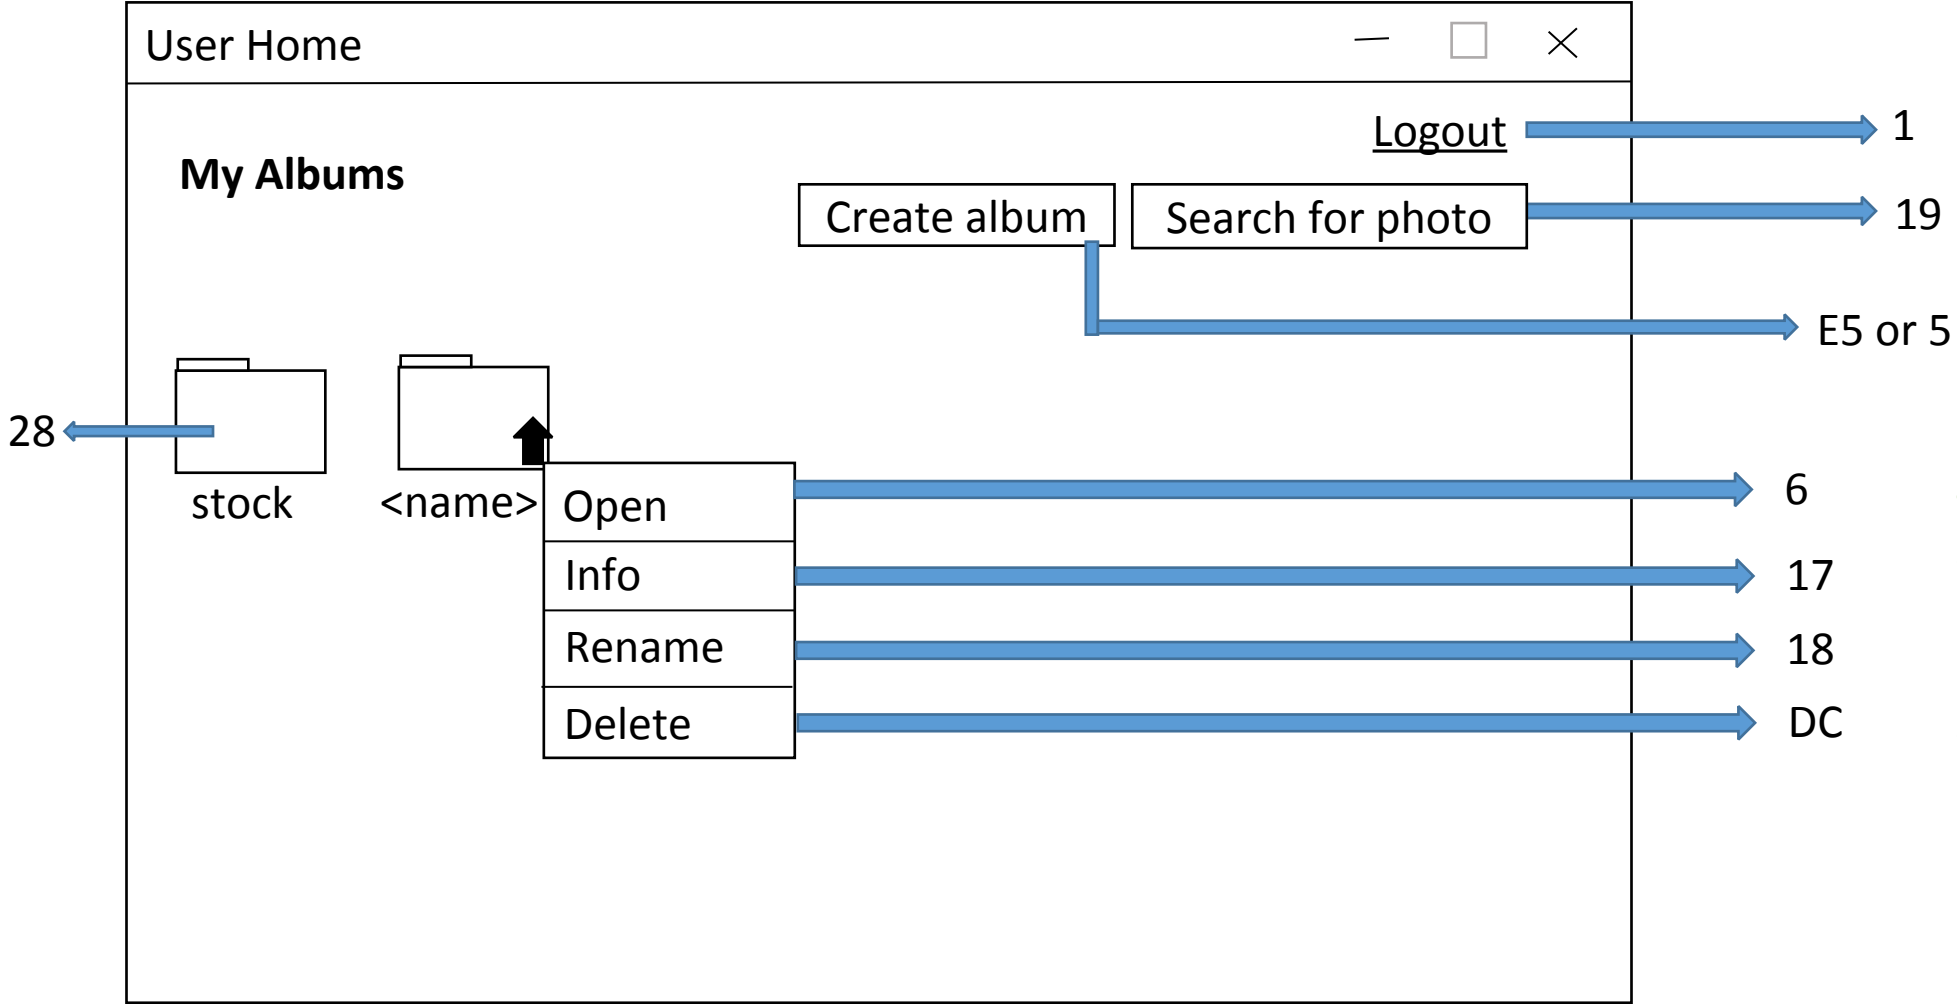 User Home
Logout
1
My Albums
Create album
Search for photo
19
E5 or 5
28
stock
<name>
Open
6
Info
17
Rename
18
Delete
DC